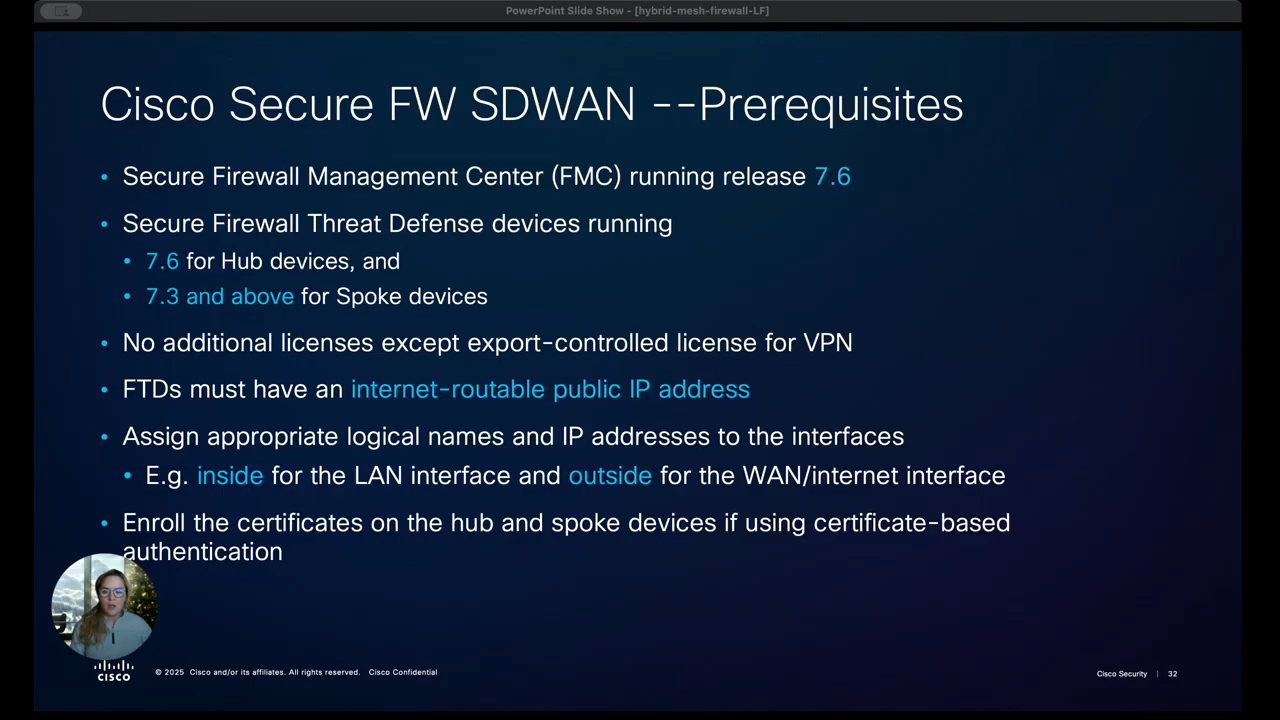 PowerPoint Slide Show - [hybrid-mesh-firewall-LF]
Cisco Secure FW SDWAN --Prerequisites
• Secure Firewall Management Center (FMC) running release 7.6
• Secure Firewall Threat Defense devices running
• 7.6 for Hub devices, and
• 7.3 and above for Spoke devices
• No additional licenses except export-controlled license for VPN
• FTDs must have an internet-routable public IP address
• Assign appropriate logical names and IP addresses to the interfaces
• E.g. inside for the LAN interface and outside for the WAN/internet interface
• Enroll the certificates on the hub and spoke devices if using certificate-based
authentication
CISCO
© 2025 Cisco and/or its affiliates. All rights reserved. Cisco Confidential
Cisco Security | 32